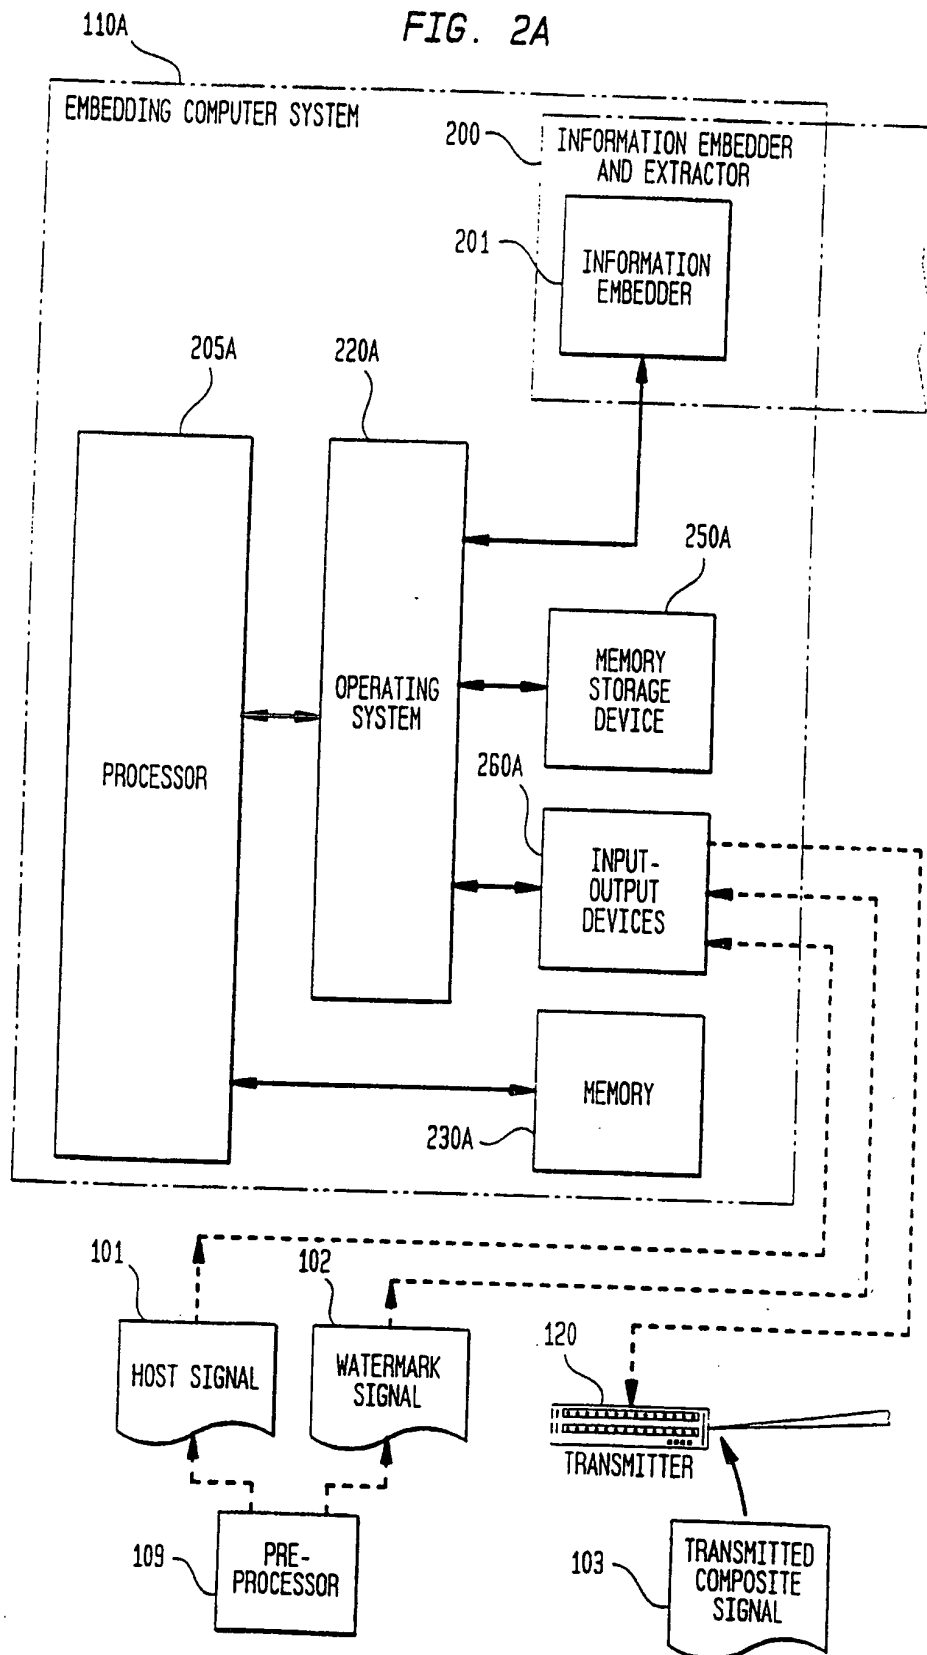 FIG. 2A
110A
EMBEDDING COMPUTER SYSTEM
200
INFORMATION EMBEDDER
AND EXTRACTOR
201
INFORMATION
EMBEDDER
205A
220A
250A
MEMORY
STORAGE
DEVICE
OPERATING
SYSTEM
PROCESSOR
260A
INPUT-
OUTPUT
DEVICES
MEMORY
230A
101
102
HOST SIGNAL
WATERMARK
SIGNAL
120
TRANSMITTER
109
PRE-
PROCESSOR
103
TRANSMITTED
COMPOSITE
SIGNAL